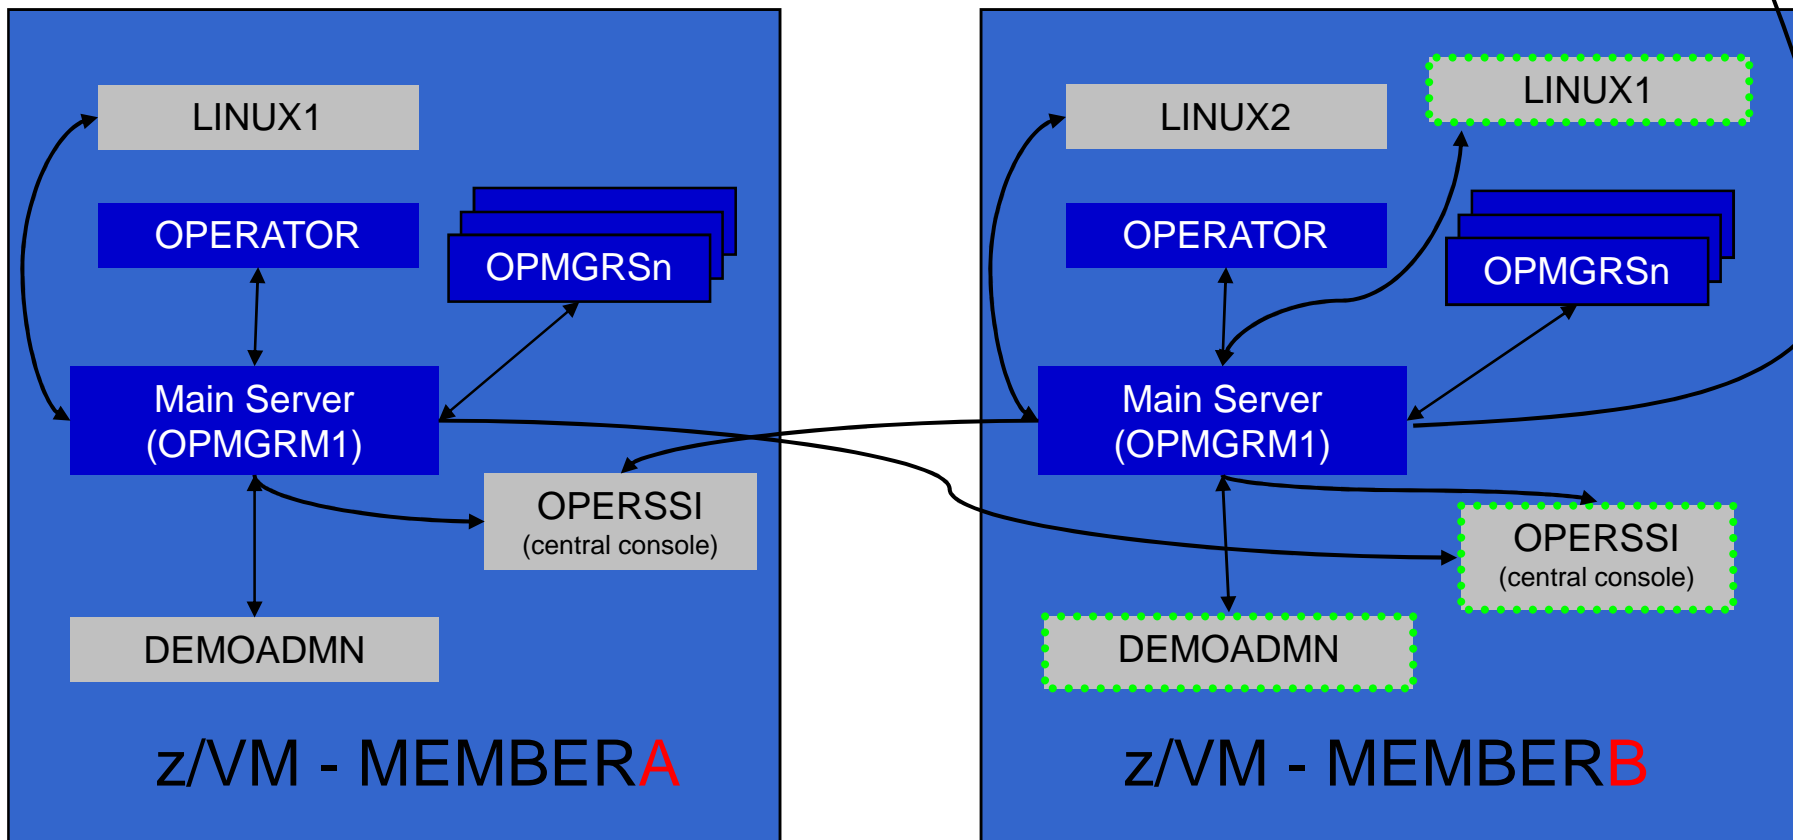 LINUX1
OPERATOR
OPMGRSn
Main Server
(OPMGRM1)
OPERSSI
(central console)
DEMOADMN
z/VM - MEMBERA
LINUX2
LINUX1
OPERATOR
OPMGRSn
Main Server
(OPMGRM1)
OPERSSI
(central console)
DEMOADMN
z/VM - MEMBERB